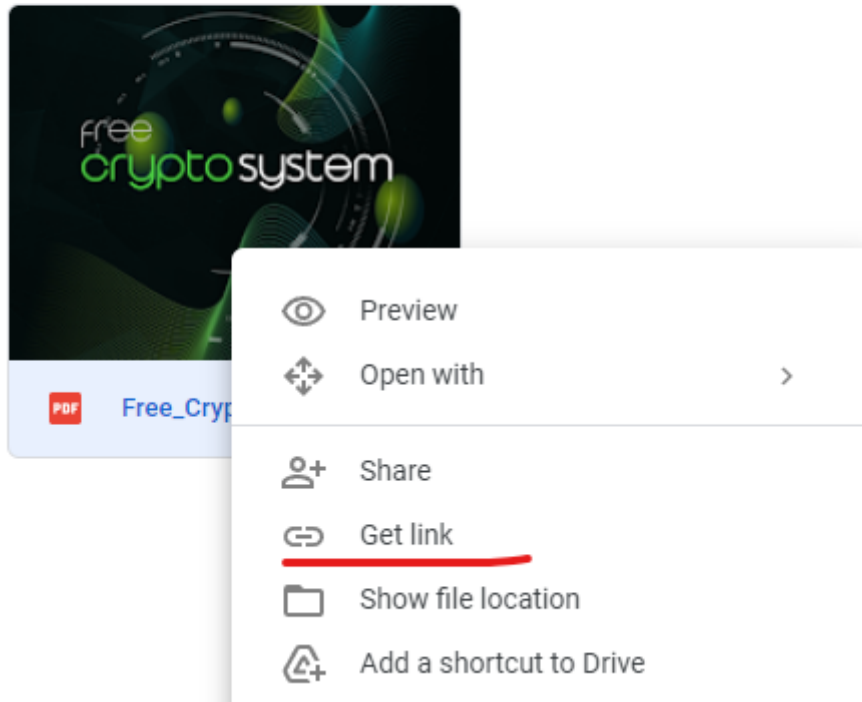 free
cryptosystem
PDF
Free_Cryp
Preview
Open with
Share
Get link
Show file location
Add a shortcut to Drive